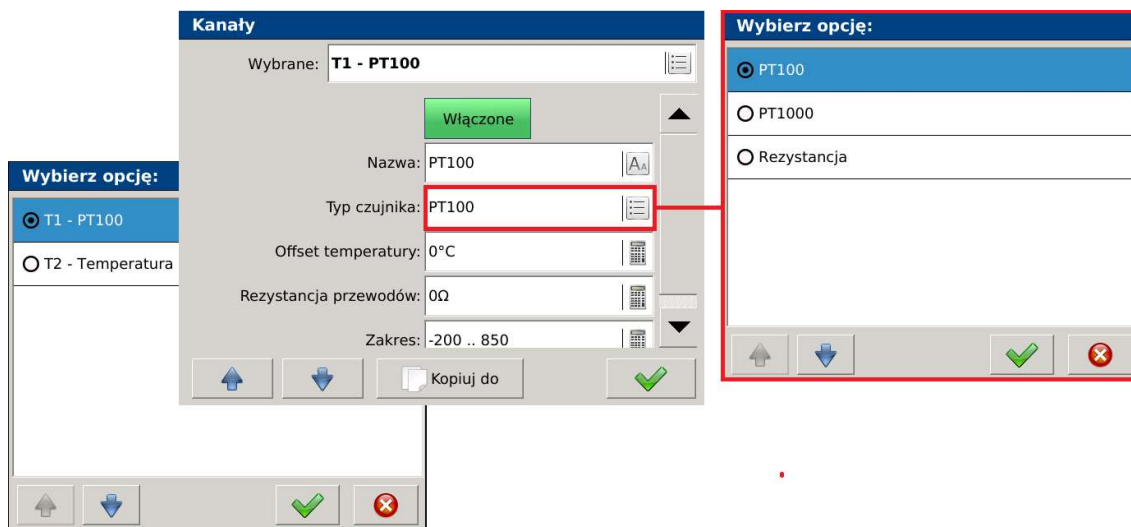 Kanały
Wybrane: T1 - PT100
Włączone
Nazwa: PT100
Typ czujnika: PT100
Offset temperatury: 0°C
Rezystancja przewodów: 0Ω
Zakres: -200 .. 850
Kopiuj do
Wybierz opcję:
T1 - PT100
T2 - Temperatura
Wybierz opcję:
PT100
PT1000
Rezystancja